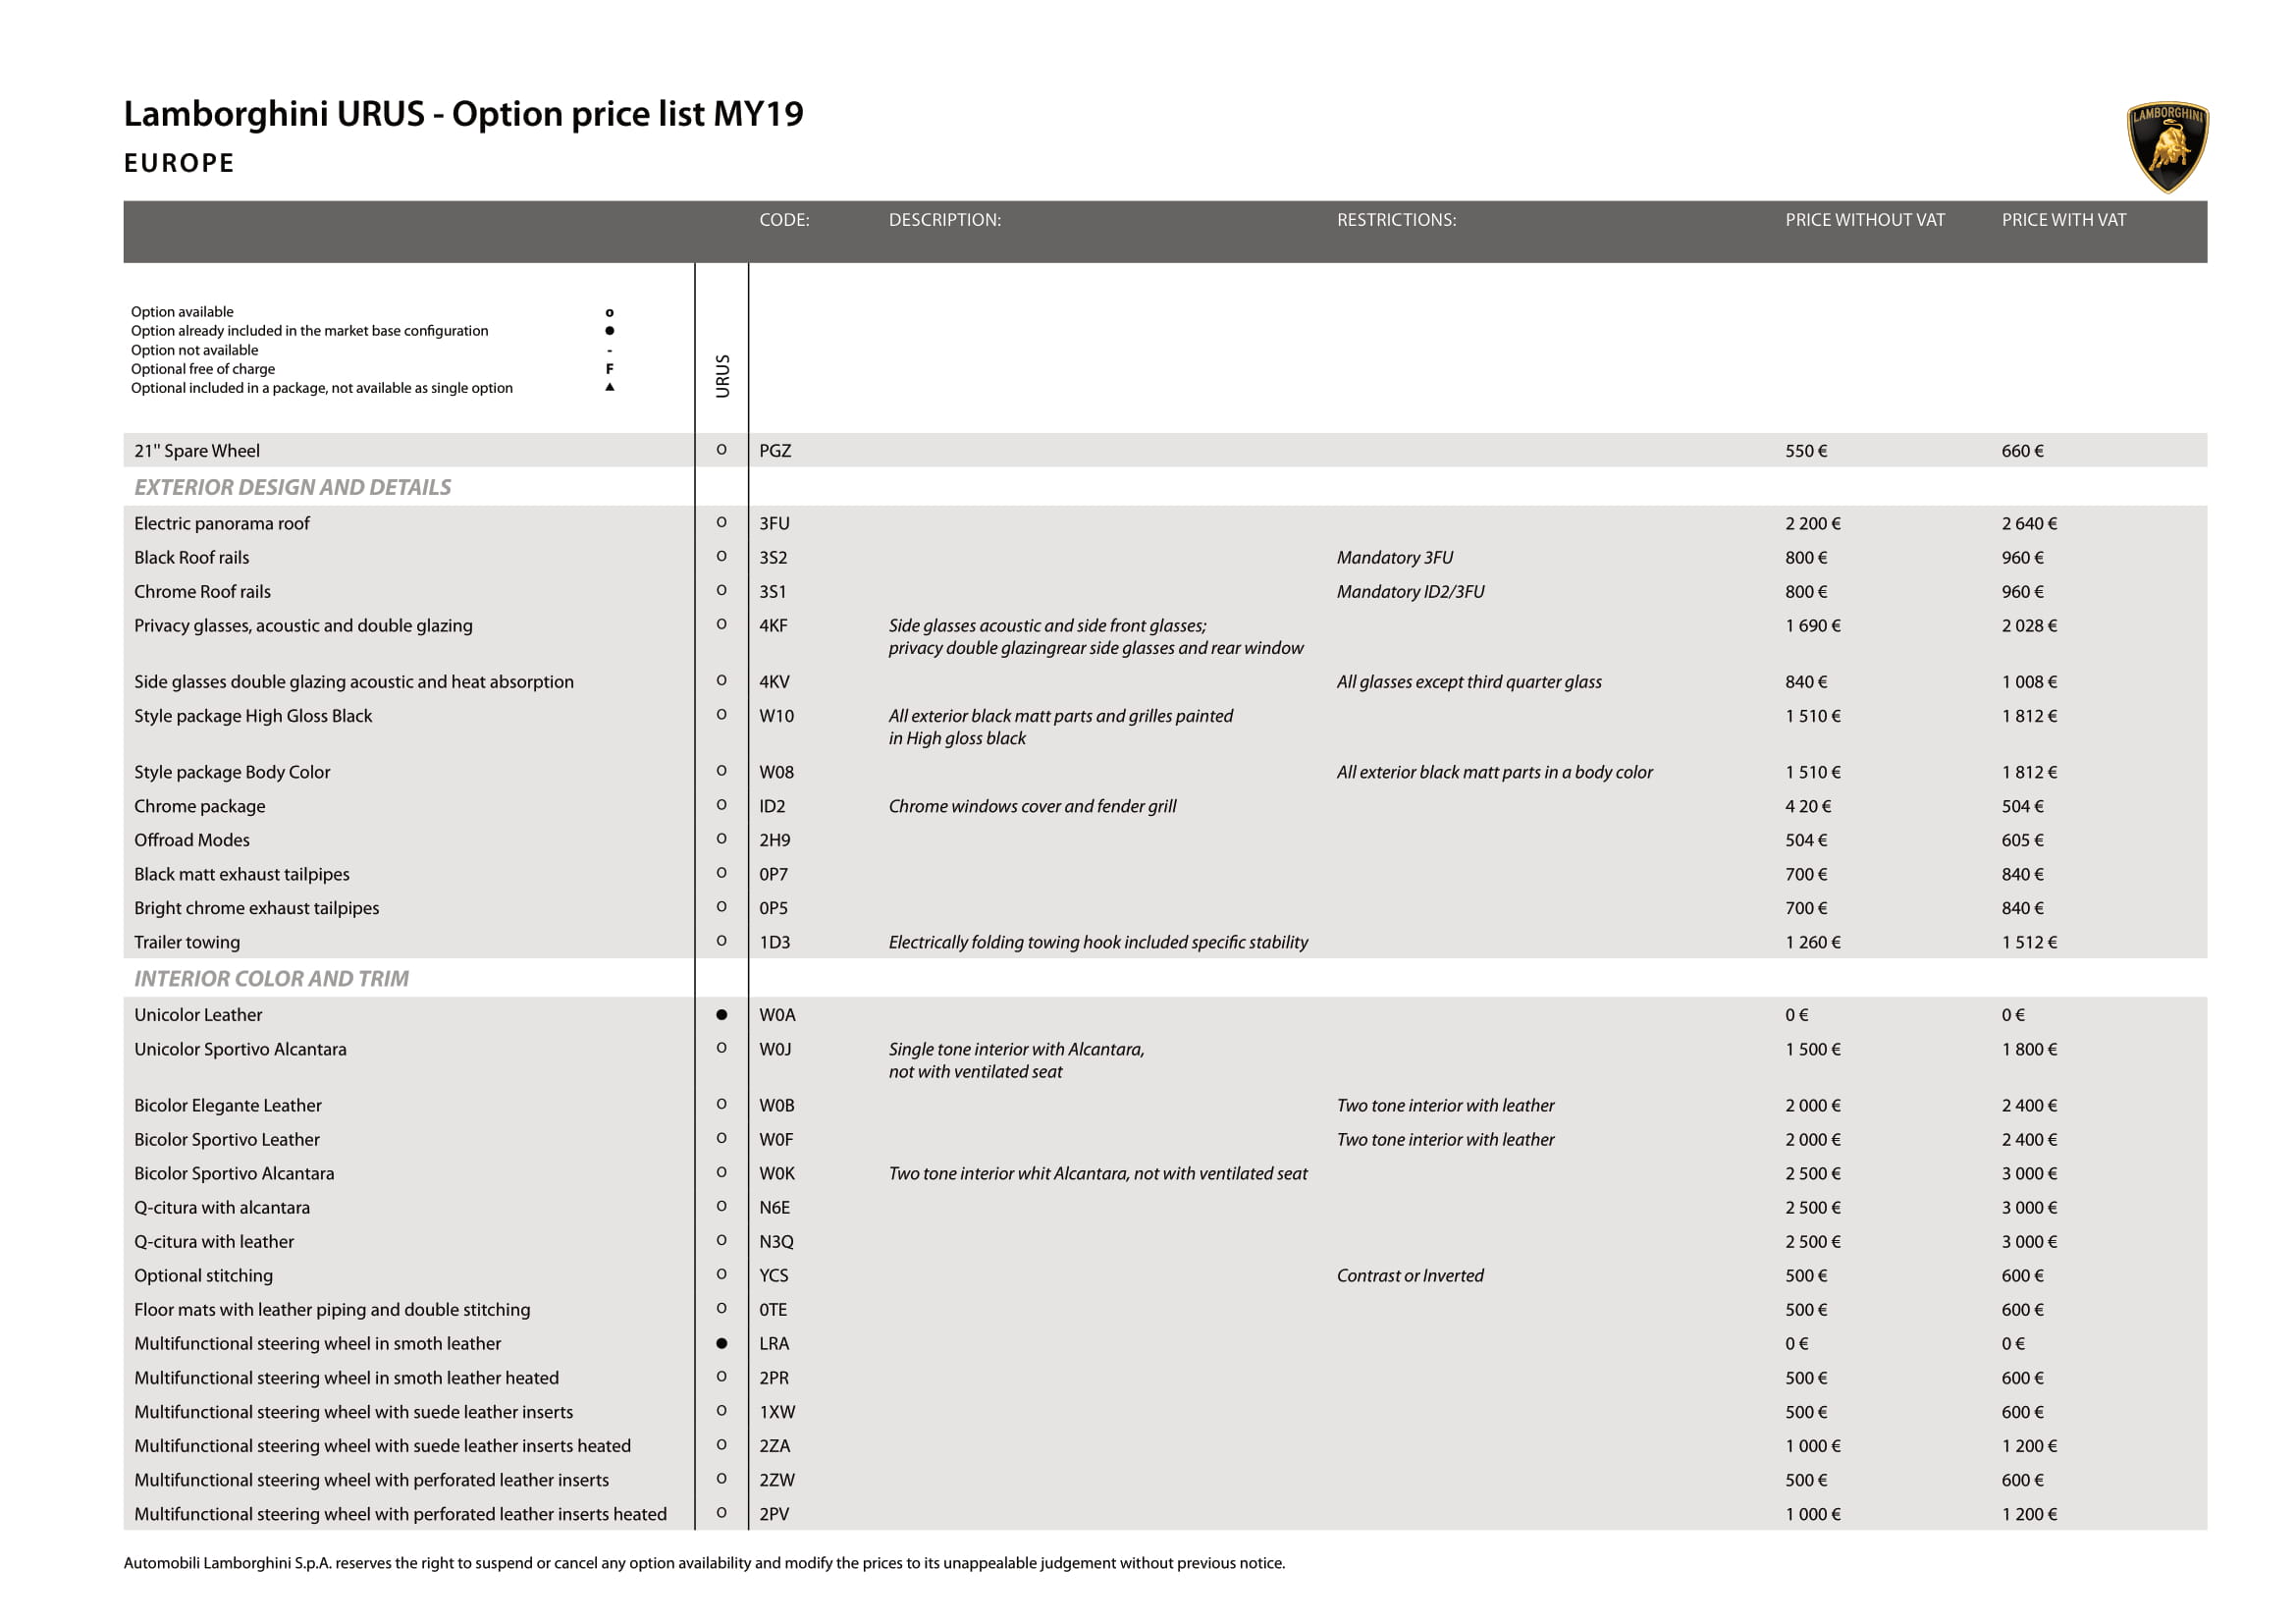 Lamborghini URUS - Option price list MY19
EUROPE
LAMBORGHINI
CODE: DESCRIPTION: RESTRICTIONS: PRICE WITHOUT VAT PRICE WITH VAT
Option available o
Option already included in the market base configuration ●
Option not available -
Optional free of charge F
Optional included in a package, not available as single option ▲
URUS
21" Spare Wheel O PGZ 550 € 660 €
EXTERIOR DESIGN AND DETAILS
Electric panorama roof O 3FU 2 200 € 2 640 €
Black Roof rails O 3S2 Mandatory 3FU 800 € 960 €
Chrome Roof rails O 3S1 Mandatory ID2/3FU 800 € 960 €
Privacy glasses, acoustic and double glazing O 4KF Side glasses acoustic and side front glasses; 1 690 € 2 028 €
privacy double glazingrear side glasses and rear window
Side glasses double glazing acoustic and heat absorption O 4KV All glasses except third quarter glass 840 € 1 008 €
Style package High Gloss Black O W10 All exterior black matt parts and grilles painted 1 510 € 1 812 €
in High gloss black
Style package Body Color O W08 All exterior black matt parts in a body color 1 510 € 1 812 €
Chrome package O ID2 Chrome windows cover and fender grill 4 20 € 504 €
Offroad Modes O 2H9 504 € 605 €
Black matt exhaust tailpipes O 0P7 700 € 840 €
Bright chrome exhaust tailpipes O 0P5 700 € 840 €
Trailer towing O 1D3 Electrically folding towing hook included specific stability 1 260 € 1 512 €
INTERIOR COLOR AND TRIM
Unicolor Leather ● W0A 0 € 0 €
Unicolor Sportivo Alcantara O W0J Single tone interior with Alcantara, 1 500 € 1 800 €
not with ventilated seat
Bicolor Elegante Leather O W0B Two tone interior with leather 2 000 € 2 400 €
Bicolor Sportivo Leather O W0F Two tone interior with leather 2 000 € 2 400 €
Bicolor Sportivo Alcantara O W0K Two tone interior whit Alcantara, not with ventilated seat 2 500 € 3 000 €
Q-citura with alcantara O N6E 2 500 € 3 000 €
Q-citura with leather O N3Q 2 500 € 3 000 €
Optional stitching O YCS Contrast or Inverted 500 € 600 €
Floor mats with leather piping and double stitching O 0TE 500 € 600 €
Multifunctional steering wheel in smoth leather ● LRA 0 € 0 €
Multifunctional steering wheel in smoth leather heated O 2PR 500 € 600 €
Multifunctional steering wheel with suede leather inserts O 1XW 500 € 600 €
Multifunctional steering wheel with suede leather inserts heated O 2ZA 1 000 € 1 200 €
Multifunctional steering wheel with perforated leather inserts O 2ZW 500 € 600 €
Multifunctional steering wheel with perforated leather inserts heated O 2PV 1 000 € 1 200 €
Automobili Lamborghini S.p.A. reserves the right to suspend or cancel any option availability and modify the prices to its unappealable judgement without previous notice.